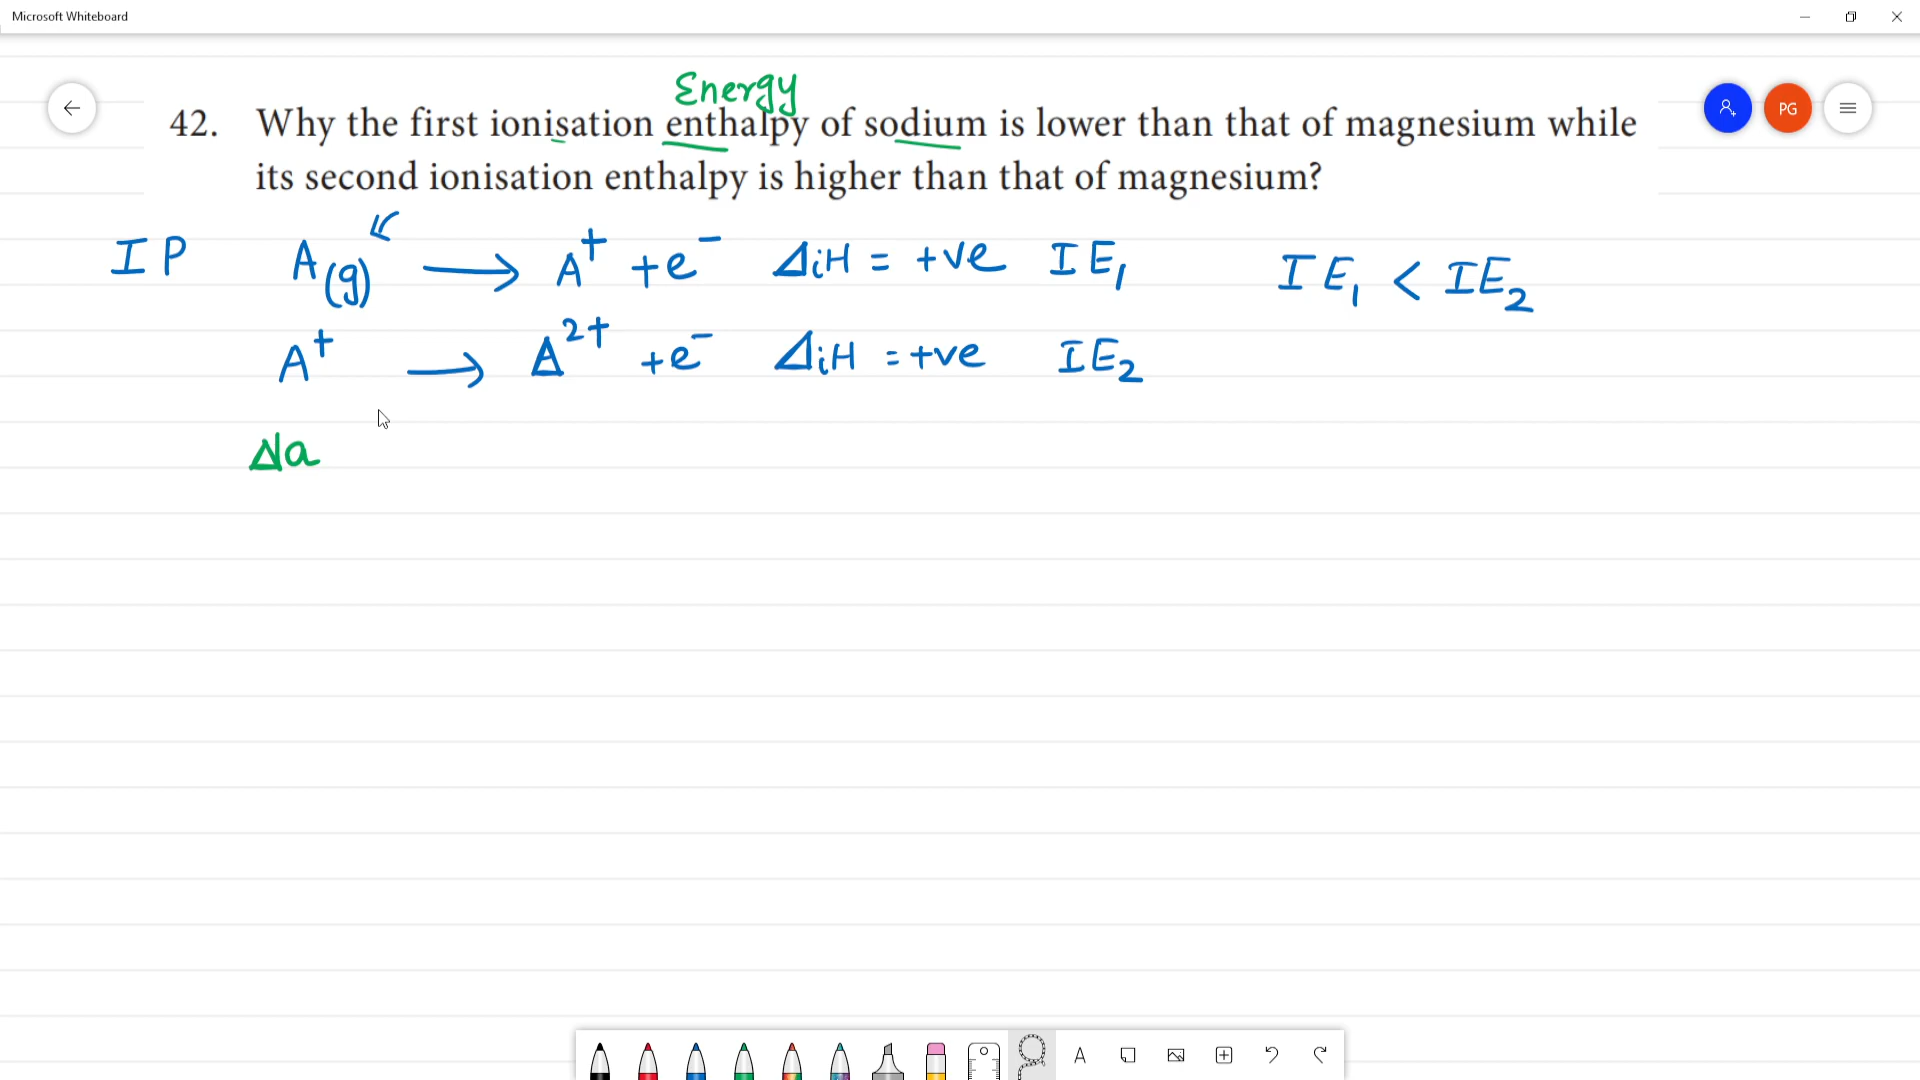 Microsoft Whiteboard
Energy
42. Why the first ionisation enthalpy of sodium is lower than that of magnesium while
its second ionisation enthalpy is higher than that of magnesium?
PG
IP A(g) → A⁺ + e⁻ ΔiH = +ve IE₁ IE₁ < IE₂
A⁺ → A²⁺ + e⁻ ΔiH = +ve IE₂
Na
A